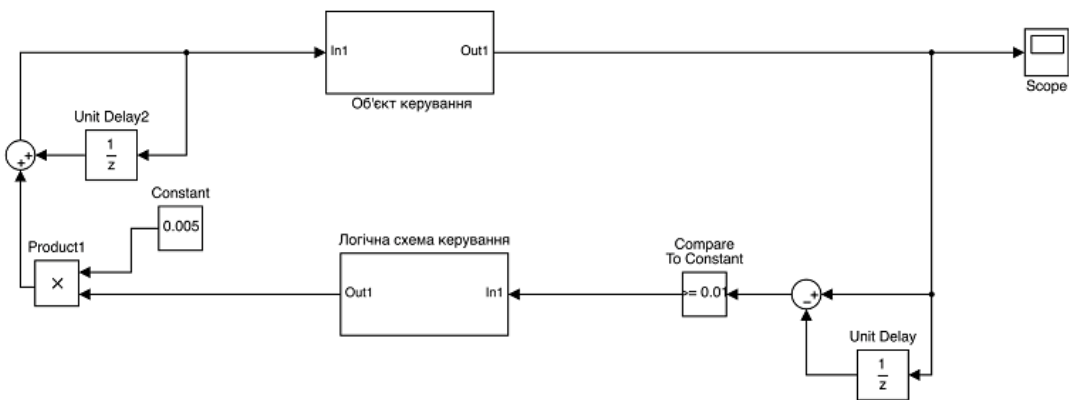 In1
Out1
Об'єкт керування
Scope
Unit Delay2
1
z
+
+
Constant
0.005
Product1
×
Логічна схема керування
Out1
In1
Compare
To Constant
>= 0.01
+
−
Unit Delay
1
z